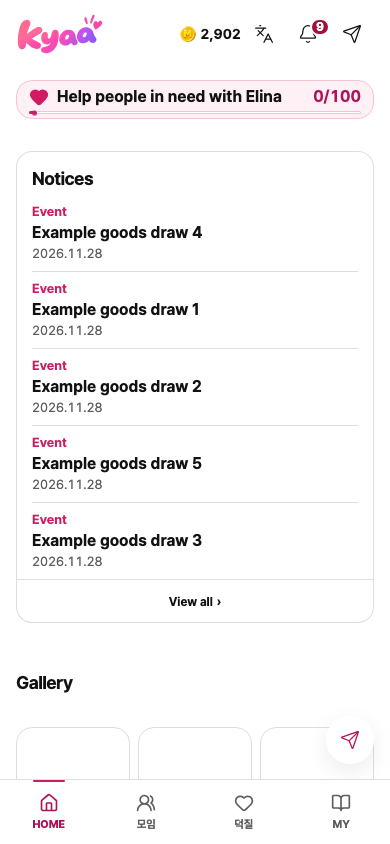 Kyaa
2,902
9
Help people in need with Elina 0/100
Notices
Event
Example goods draw 4
2026.11.28
Event
Example goods draw 1
2026.11.28
Event
Example goods draw 2
2026.11.28
Event
Example goods draw 5
2026.11.28
Event
Example goods draw 3
2026.11.28
View all ›
Gallery
HOME 모임 덕질 MY